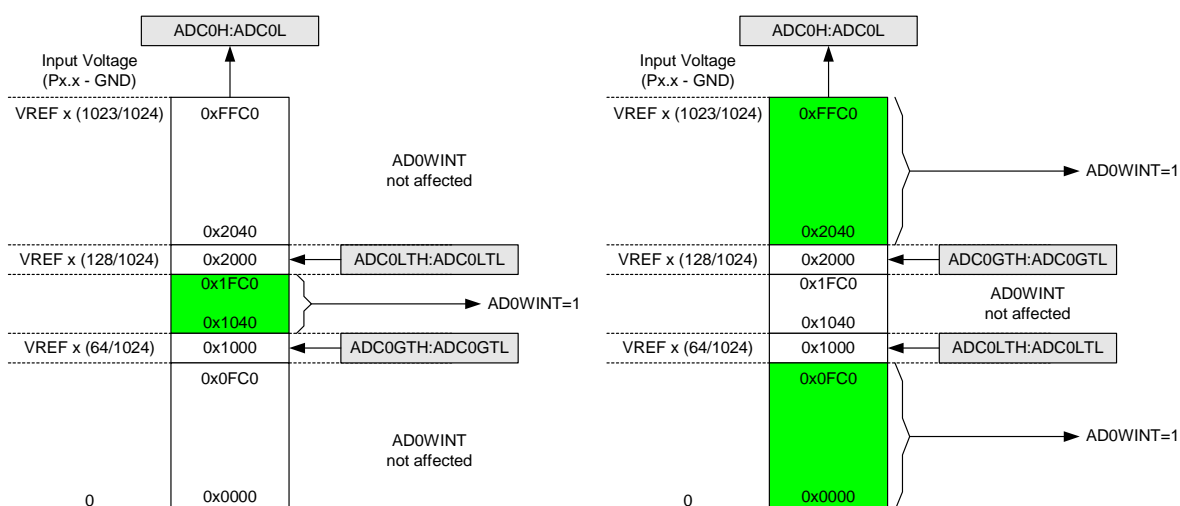 ADC0H:ADC0L
Input Voltage
(Px.x - GND)
VREF x (1023/1024)
0xFFC0
AD0WINT
not affected
0x2040
VREF x (128/1024)
0x2000
ADC0LTH:ADC0LTL
0x1FC0
AD0WINT=1
0x1040
VREF x (64/1024)
0x1000
ADC0GTH:ADC0GTL
0x0FC0
AD0WINT
not affected
0
0x0000
ADC0H:ADC0L
Input Voltage
(Px.x - GND)
VREF x (1023/1024)
0xFFC0
AD0WINT=1
0x2040
VREF x (128/1024)
0x2000
ADC0GTH:ADC0GTL
0x1FC0
AD0WINT
not affected
0x1040
VREF x (64/1024)
0x1000
ADC0LTH:ADC0LTL
0x0FC0
AD0WINT=1
0
0x0000